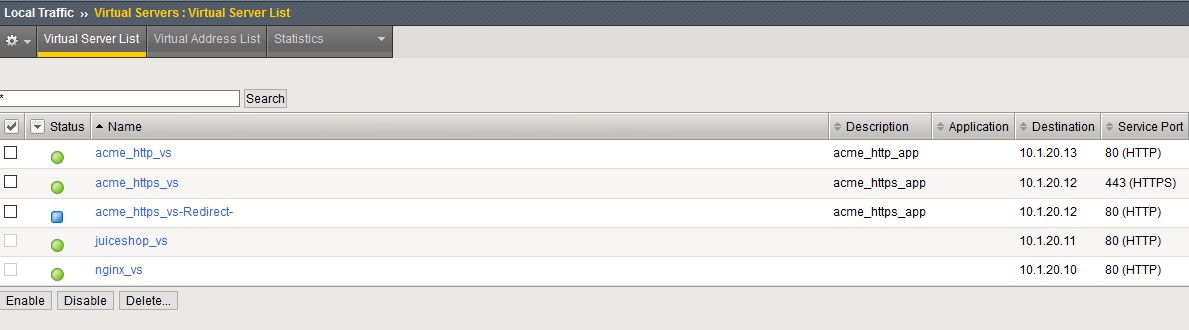 Local Traffic ›› Virtual Servers : Virtual Server List
Virtual Server List Virtual Address List Statistics
* Search
Status Name Description Application Destination Service Port
acme_http_vs acme_http_app 10.1.20.13 80 (HTTP)
acme_https_vs acme_https_app 10.1.20.12 443 (HTTPS)
acme_https_vs-Redirect- acme_https_app 10.1.20.12 80 (HTTP)
juiceshop_vs 10.1.20.11 80 (HTTP)
nginx_vs 10.1.20.10 80 (HTTP)
Enable Disable Delete...